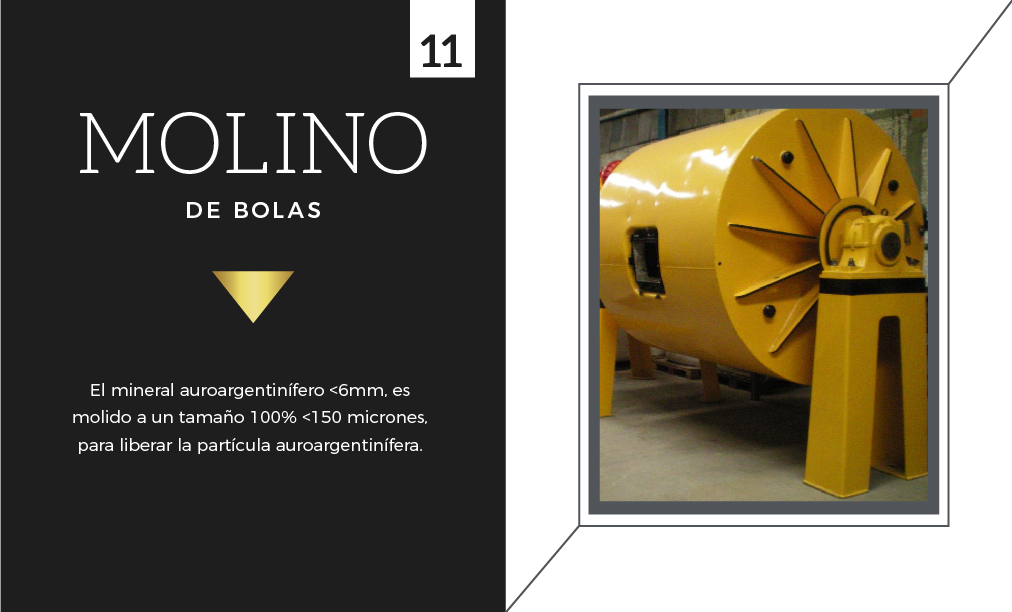 11
MOLINO
DE BOLAS
El mineral auroargentinífero <6mm, es
molido a un tamaño 100% <150 micrones,
para liberar la partícula auroargentinífera.